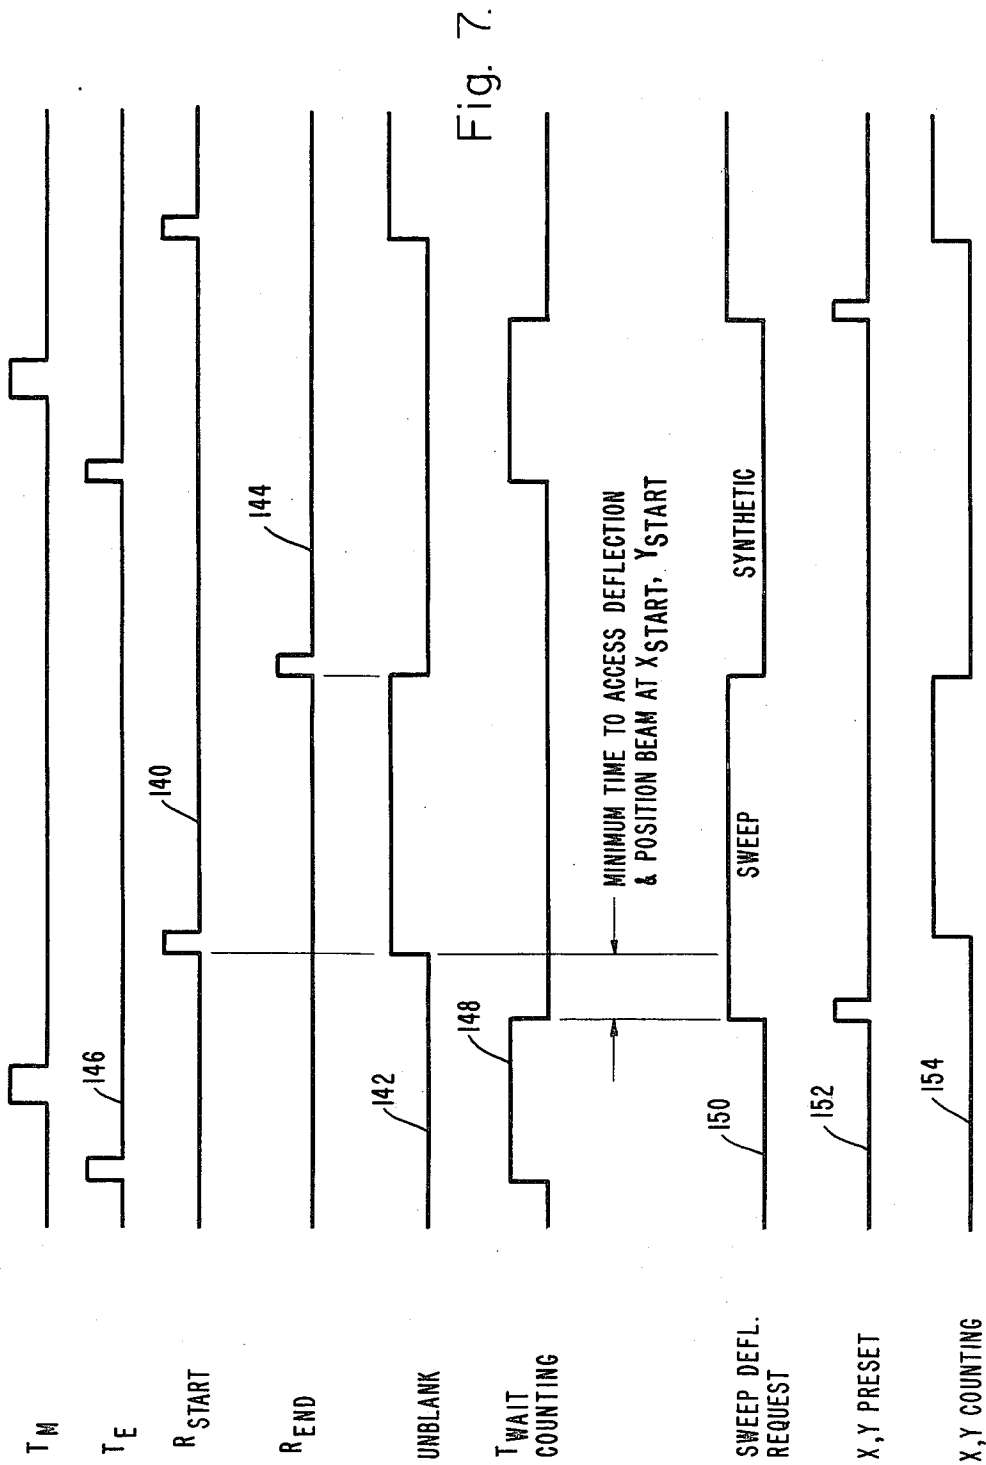 T_M
T_E
146
R_START
140
R_END
144
UNBLANK
142
T_WAIT
COUNTING
148
MINIMUM TIME TO ACCESS DEFLECTION
& POSITION BEAM AT X_START, Y_START
SWEEP DEFL.
REQUEST
150
SWEEP
SYNTHETIC
X,Y PRESET
152
X,Y COUNTING
154
Fig. 7.